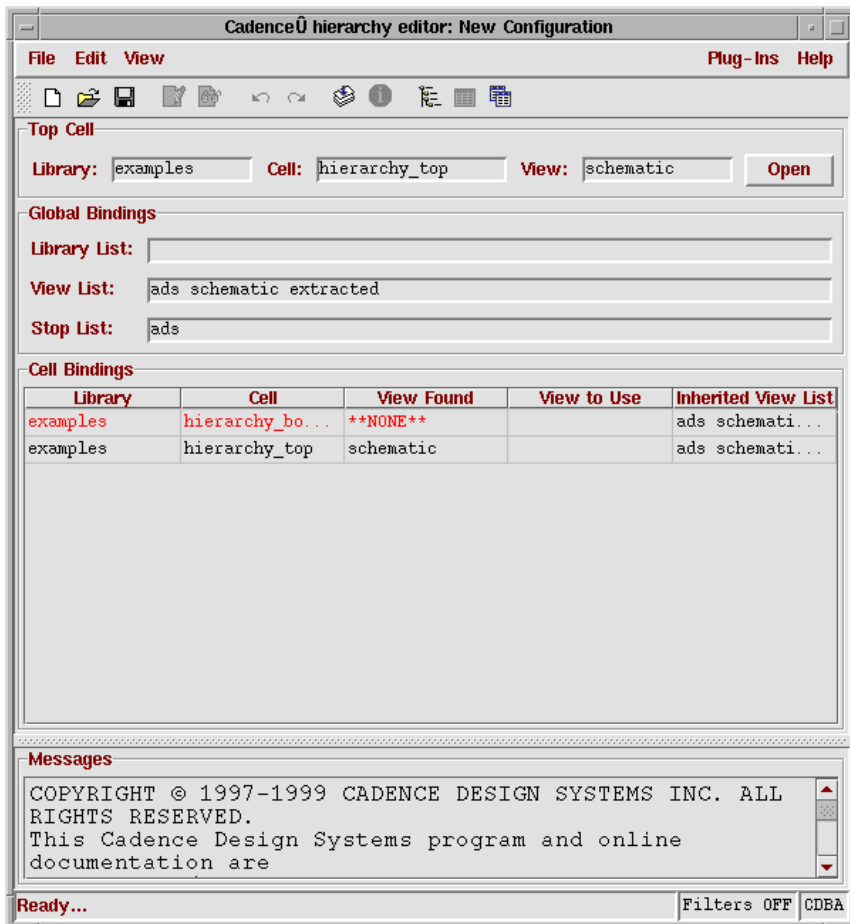 CadenceÛ hierarchy editor: New Configuration
File Edit View Plug-Ins Help
Top Cell
Library: examples Cell: hierarchy_top View: schematic Open
Global Bindings
Library List:
View List: ads schematic extracted
Stop List: ads
Cell Bindings
Library Cell View Found View to Use Inherited View List
examples hierarchy_bo... **NONE** ads schemati...
examples hierarchy_top schematic ads schemati...
Messages
COPYRIGHT © 1997-1999 CADENCE DESIGN SYSTEMS INC. ALL
RIGHTS RESERVED.
This Cadence Design Systems program and online
documentation are
Ready... Filters OFF CDBA